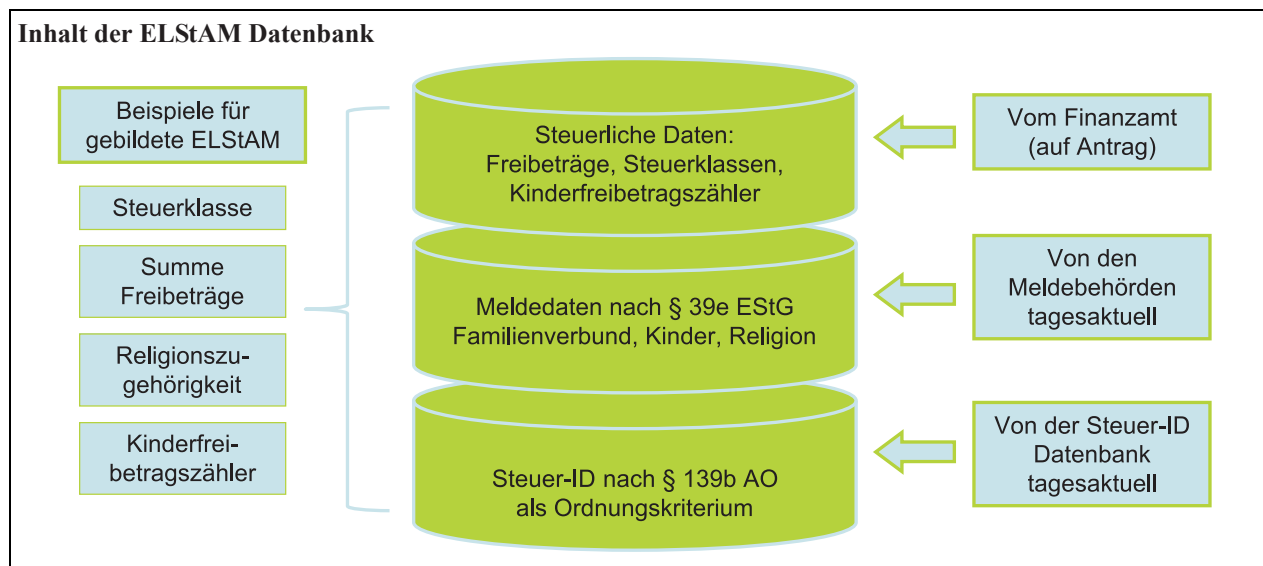 Inhalt der ELStAM Datenbank
Beispiele für
gebildete ELStAM
Steuerklasse
Summe
Freibeträge
Religionszu-
gehörigkeit
Kinderfrei-
betragszähler
Steuerliche Daten:
Freibeträge, Steuerklassen,
Kinderfreibetragszähler
Meldedaten nach § 39e EStG
Familienverbund, Kinder, Religion
Steuer-ID nach § 139b AO
als Ordnungskriterium
Vom Finanzamt
(auf Antrag)
Von den
Meldebehörden
tagesaktuell
Von der Steuer-ID
Datenbank
tagesaktuell